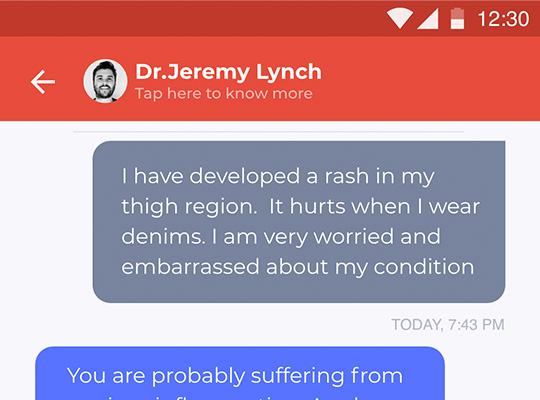 12:30
Dr.Jeremy Lynch
Tap here to know more
I have developed a rash in my
thigh region.  It hurts when I wear
denims. I am very worried and
embarrassed about my condition
TODAY, 7:43 PM
You are probably suffering from